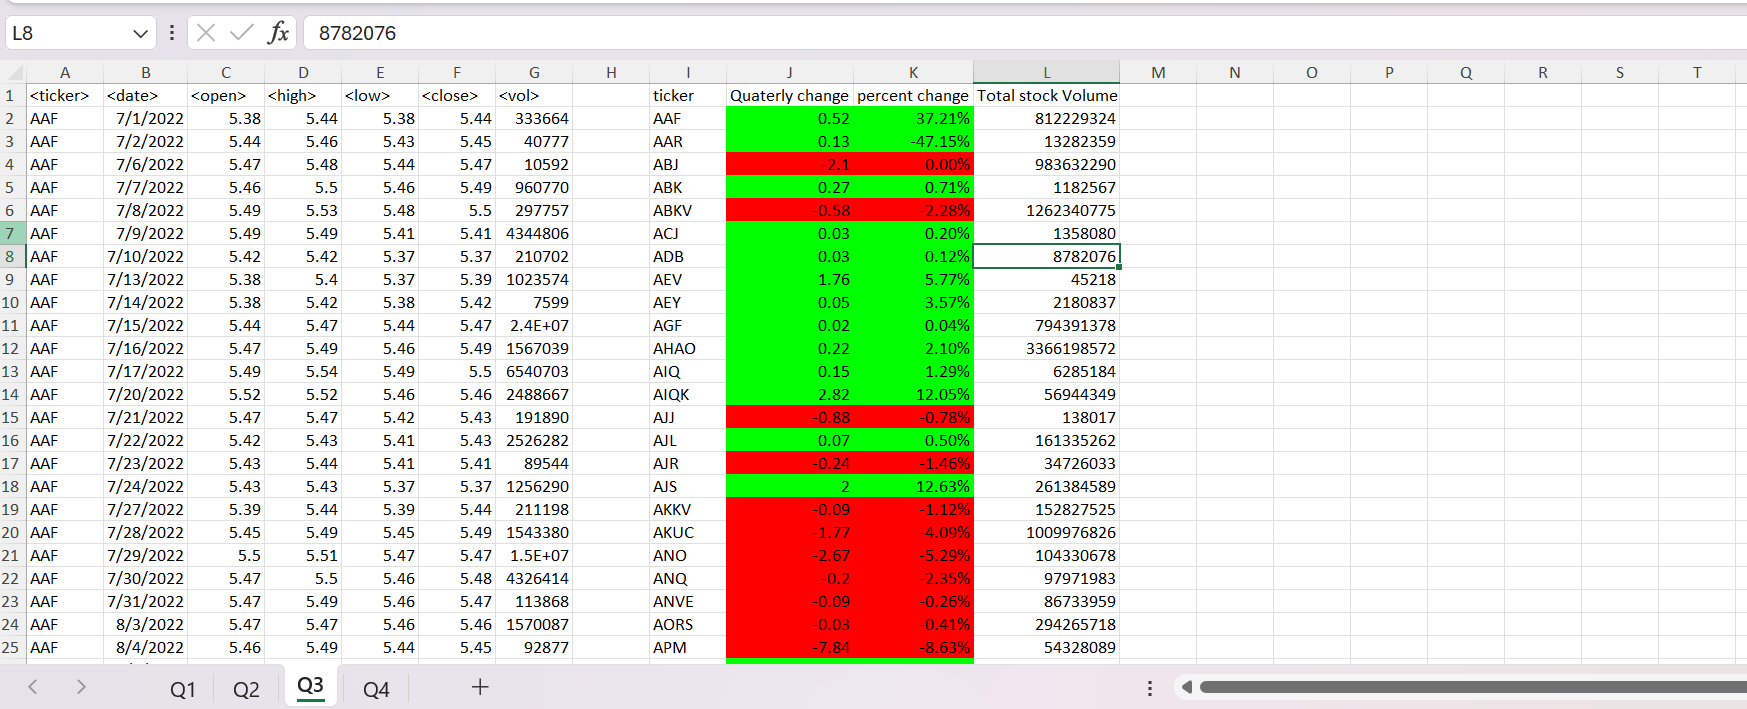 L8 fx 8782076
A B C D E F G H I J K L M N O P Q R S T
1 <ticker> <date> <open> <high> <low> <close> <vol> ticker Quaterly change percent change Total stock Volume
2 AAF 7/1/2022 5.38 5.44 5.38 5.44 333664 AAF 0.52 37.21% 812229324
3 AAF 7/2/2022 5.44 5.46 5.43 5.45 40777 AAR 0.13 -47.15% 13282359
4 AAF 7/6/2022 5.47 5.48 5.44 5.47 10592 ABJ -2.1 0.00% 983632290
5 AAF 7/7/2022 5.46 5.5 5.46 5.49 960770 ABK 0.27 0.71% 1182567
6 AAF 7/8/2022 5.49 5.53 5.48 5.5 297757 ABKV -0.58 -2.28% 1262340775
7 AAF 7/9/2022 5.49 5.49 5.41 5.41 4344806 ACJ 0.03 0.20% 1358080
8 AAF 7/10/2022 5.42 5.42 5.37 5.37 210702 ADB 0.03 0.12% 8782076
9 AAF 7/13/2022 5.38 5.4 5.37 5.39 1023574 AEV 1.76 5.77% 45218
10 AAF 7/14/2022 5.38 5.42 5.38 5.42 7599 AEY 0.05 3.57% 2180837
11 AAF 7/15/2022 5.44 5.47 5.44 5.47 2.4E+07 AGF 0.02 0.04% 794391378
12 AAF 7/16/2022 5.47 5.49 5.46 5.49 1567039 AHAO 0.22 2.10% 3366198572
13 AAF 7/17/2022 5.49 5.54 5.49 5.5 6540703 AIQ 0.15 1.29% 6285184
14 AAF 7/20/2022 5.52 5.52 5.46 5.46 2488667 AIQK 2.82 12.05% 56944349
15 AAF 7/21/2022 5.47 5.47 5.42 5.43 191890 AJJ -0.88 -0.78% 138017
16 AAF 7/22/2022 5.42 5.43 5.41 5.43 2526282 AJL 0.07 0.50% 161335262
17 AAF 7/23/2022 5.43 5.44 5.41 5.41 89544 AJR -0.24 -1.46% 34726033
18 AAF 7/24/2022 5.43 5.43 5.37 5.37 1256290 AJS 2 12.63% 261384589
19 AAF 7/27/2022 5.39 5.44 5.39 5.44 211198 AKKV -0.09 -1.12% 152827525
20 AAF 7/28/2022 5.45 5.49 5.45 5.49 1543380 AKUC -1.77 -4.09% 1009976826
21 AAF 7/29/2022 5.5 5.51 5.47 5.47 1.5E+07 ANO -2.67 -5.29% 104330678
22 AAF 7/30/2022 5.47 5.5 5.46 5.48 4326414 ANQ -0.2 -2.35% 97971983
23 AAF 7/31/2022 5.47 5.49 5.46 5.47 113868 ANVE -0.09 -0.26% 86733959
24 AAF 8/3/2022 5.47 5.47 5.46 5.46 1570087 AORS -0.03 -0.41% 294265718
25 AAF 8/4/2022 5.46 5.49 5.44 5.45 92877 APM -7.84 -8.63% 54328089
Q1 Q2 Q3 Q4